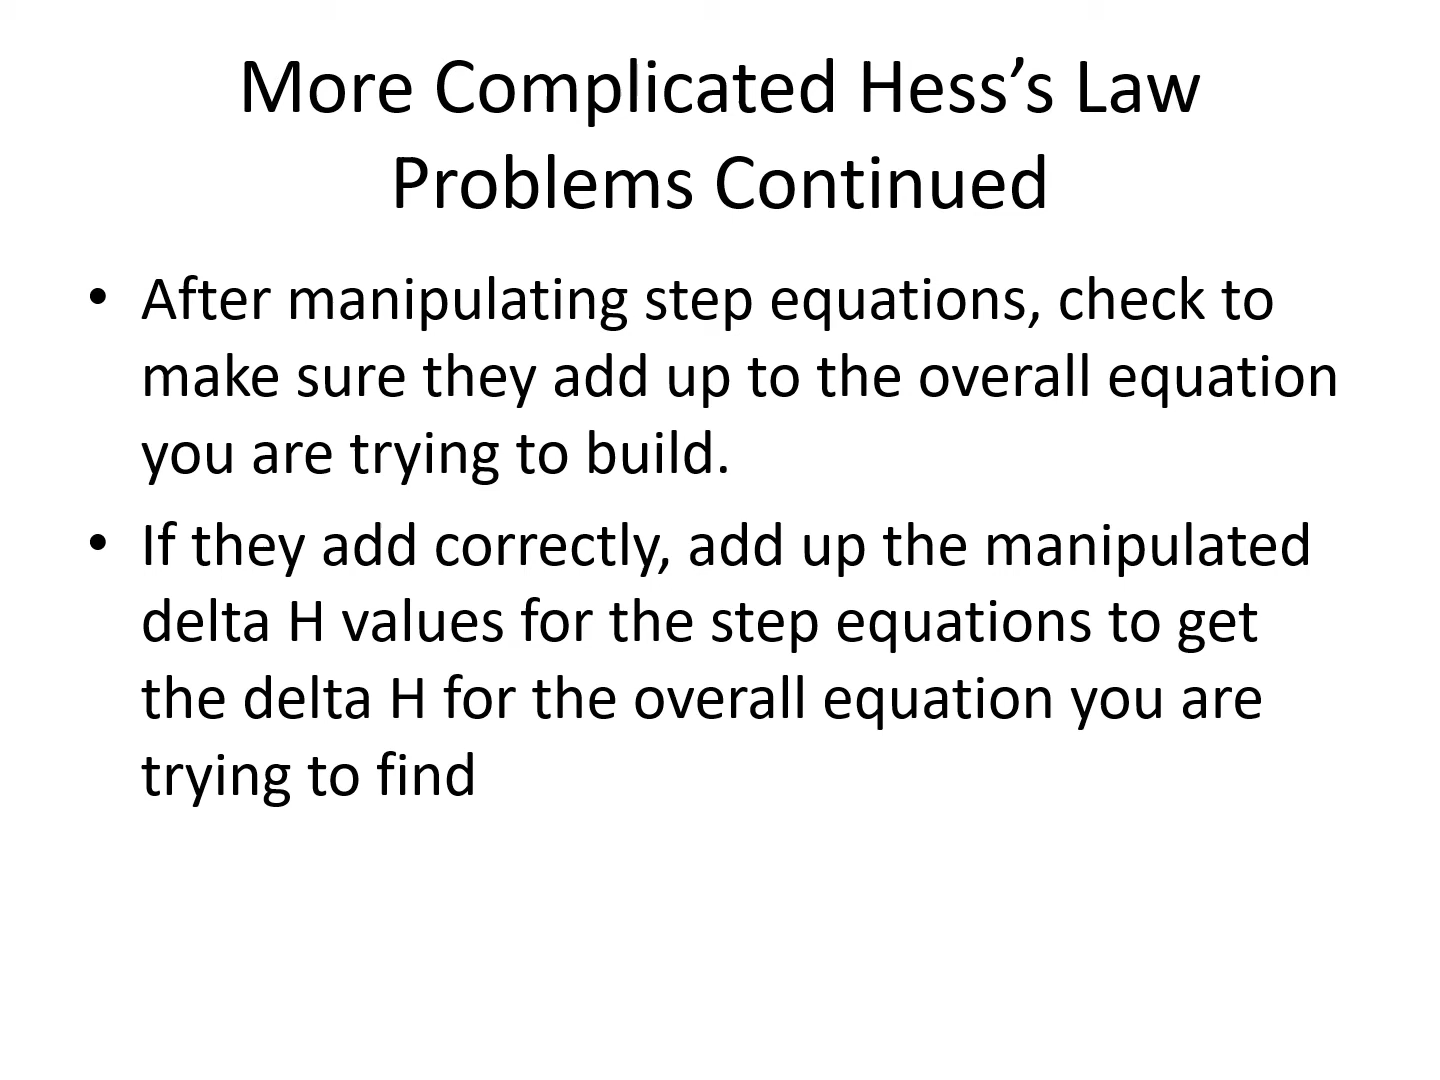 More Complicated Hess’s Law
Problems Continued
• After manipulating step equations, check to
make sure they add up to the overall equation
you are trying to build.
• If they add correctly, add up the manipulated
delta H values for the step equations to get
the delta H for the overall equation you are
trying to find